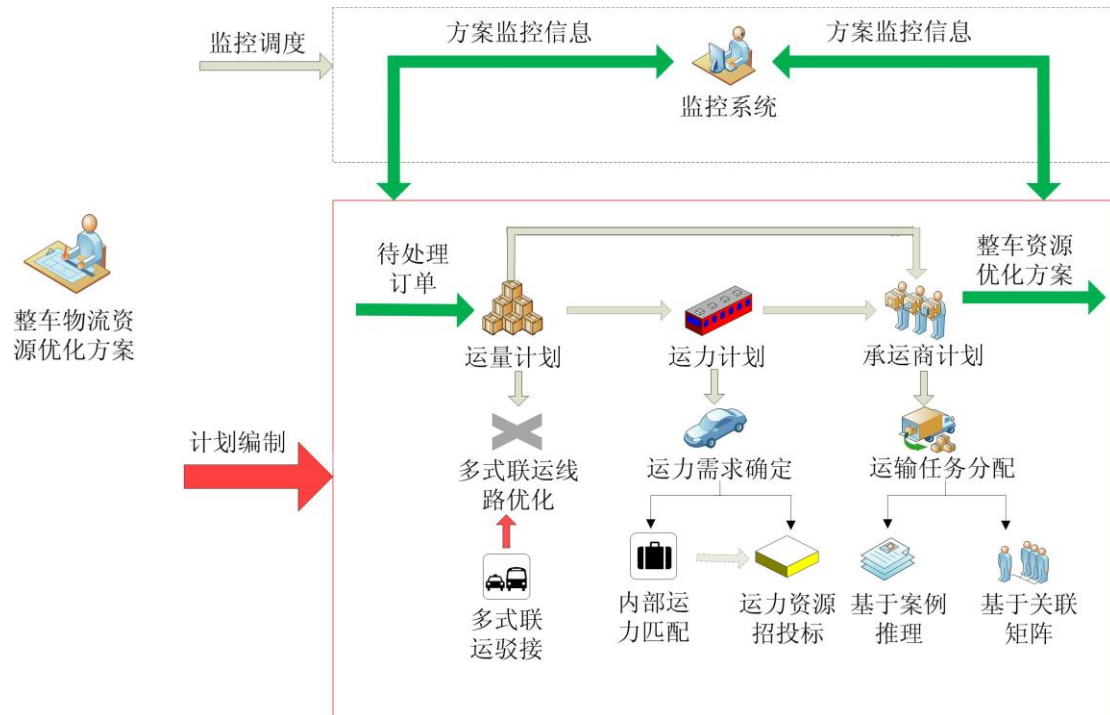 监控调度
方案监控信息
方案监控信息
监控系统
整车物流资
源优化方案
计划编制
待处理
订单
整车资源
优化方案
运量计划
运力计划
承运商计划
多式联运线
路优化
运力需求确定
运输任务分配
多式联
运驳接
内部运
力匹配
运力资源
招投标
基于案例
推理
基于关联
矩阵